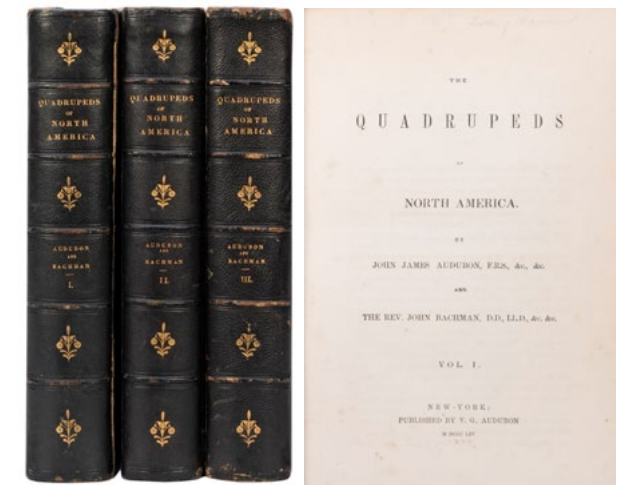 QUADRUPEDS
OF
NORTH
AMERICA
AUDUBON
AND
BACHMAN
I.
QUADRUPEDS
OF
NORTH
AMERICA
AUDUBON
AND
BACHMAN
II.
QUADRUPEDS
OF
NORTH
AMERICA
AUDUBON
AND
BACHMAN
III.
THE
QUADRUPEDS
OF
NORTH AMERICA.
BY
JOHN JAMES AUDUBON, F.R.S., &c., &c.
AND
THE REV. JOHN BACHMAN, D.D., LL.D., &c. &c.
VOL. I.
NEW-YORK:
PUBLISHED BY V. G. AUDUBON